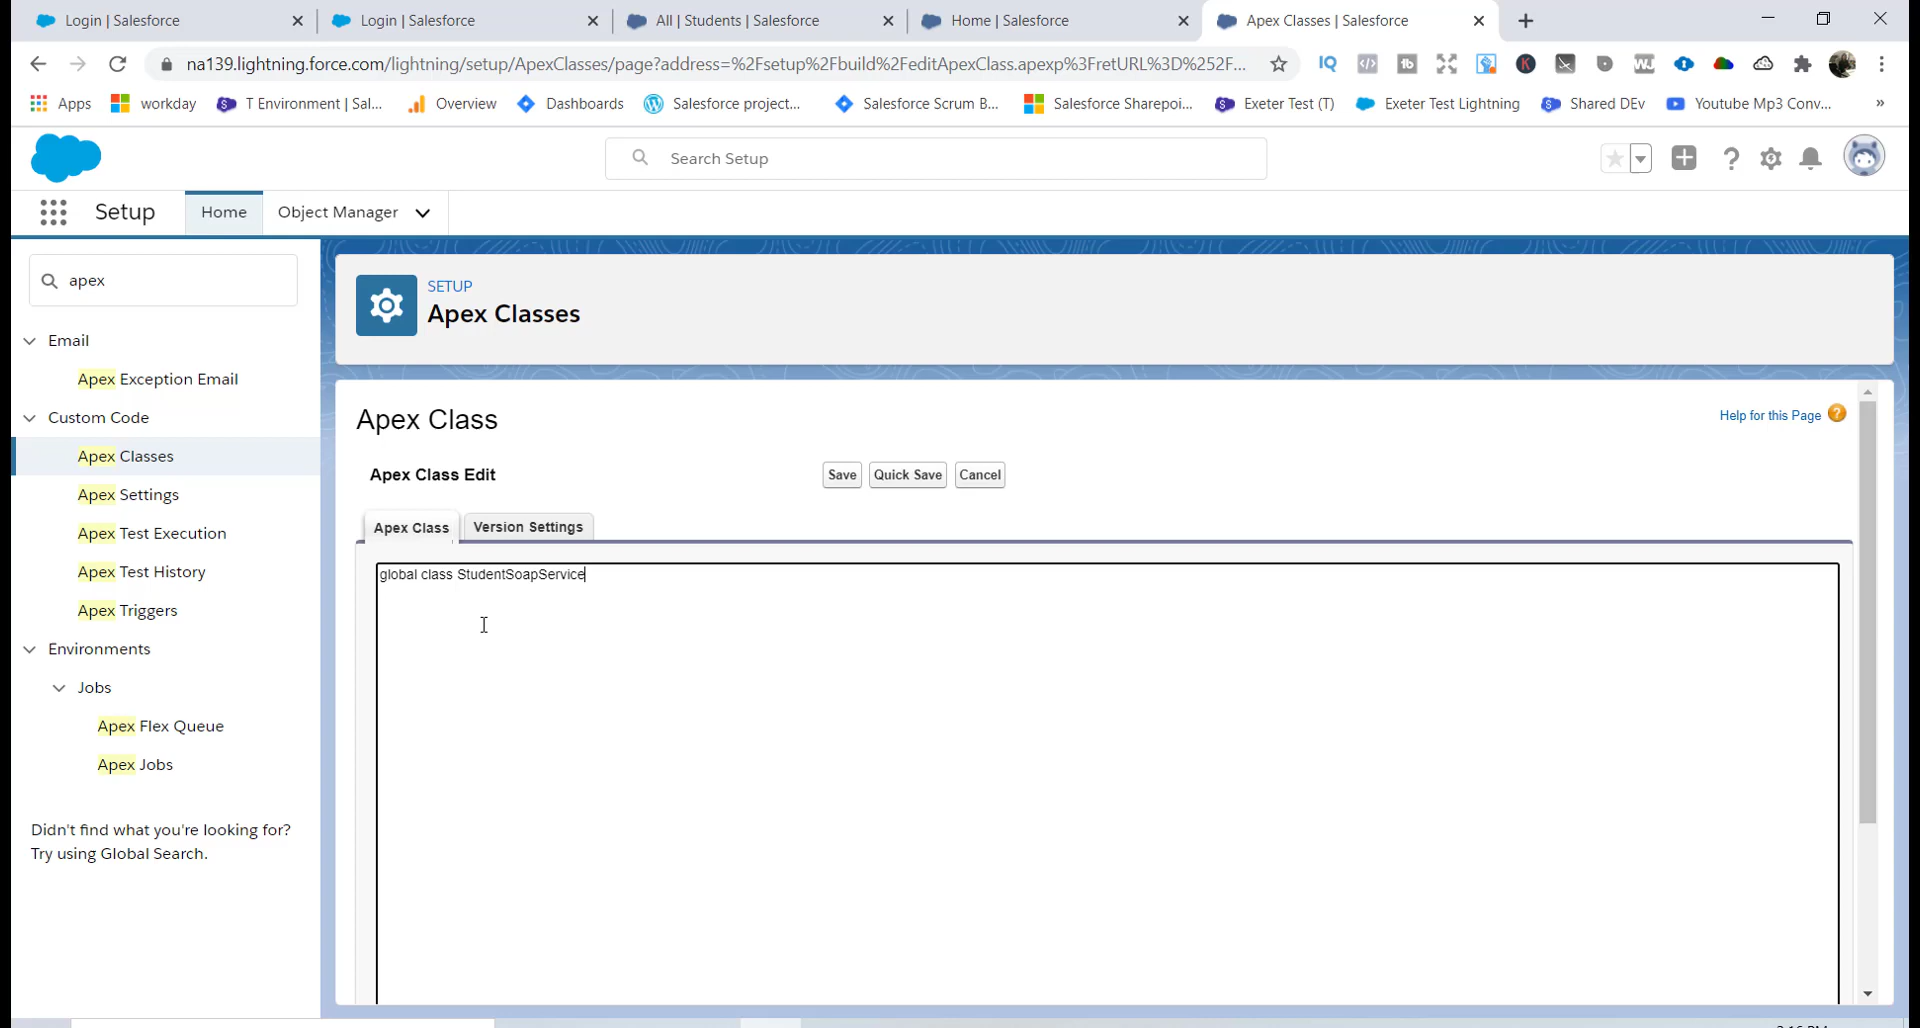 Login | Salesforce
Login | Salesforce
All | Students | Salesforce
Home | Salesforce
Apex Classes | Salesforce
na139.lightning.force.com/lightning/setup/ApexClasses/page?address=%2Fsetup%2Fbuild%2FeditApexClass.apexp%3FretURL%3D%252F...
Apps
workday
T Environment | Sal...
Overview
Dashboards
Salesforce project...
Salesforce Scrum B...
Salesforce Sharepoi...
Exeter Test (T)
Exeter Test Lightning
Shared DEv
Youtube Mp3 Conv...
Search Setup
Setup
Home
Object Manager
apex
Email
Apex Exception Email
Custom Code
Apex Classes
Apex Settings
Apex Test Execution
Apex Test History
Apex Triggers
Environments
Jobs
Apex Flex Queue
Apex Jobs
Didn't find what you're looking for?
Try using Global Search.
SETUP
Apex Classes
Apex Class
Help for this Page
Apex Class Edit
Save
Quick Save
Cancel
Apex Class
Version Settings
global class StudentSoapService